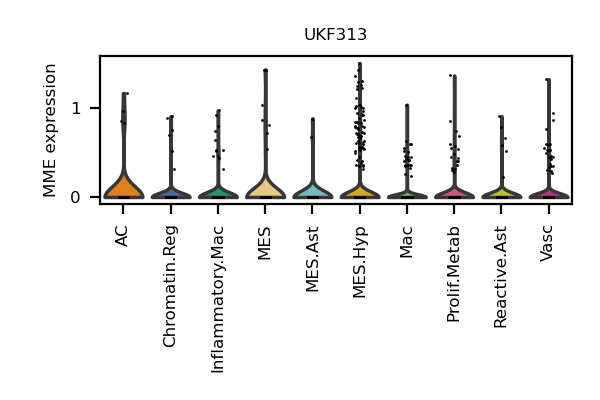 UKF313
MME expression
1
0
AC
Chromatin.Reg
Inflammatory.Mac
MES
MES.Ast
MES.Hyp
Mac
Prolif.Metab
Reactive.Ast
Vasc